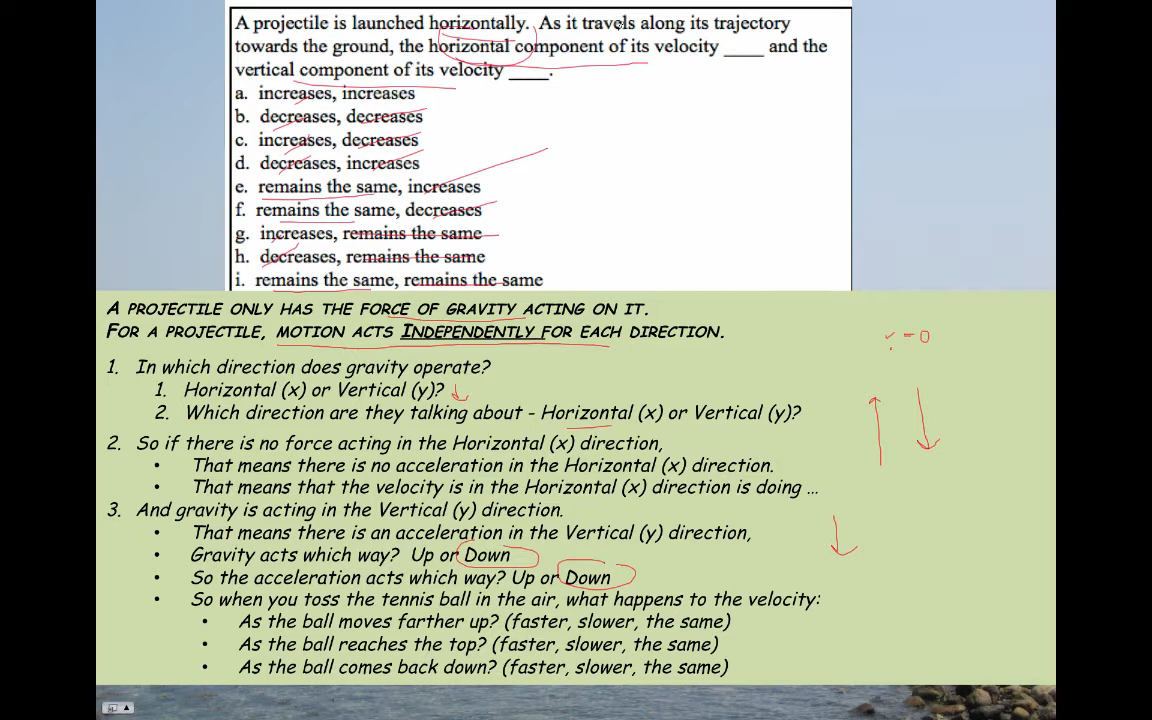 A projectile is launched horizontally. As it travels along its trajectory
towards the ground, the horizontal component of its velocity ____ and the
vertical component of its velocity ____.
a. increases, increases
b. decreases, decreases
c. increases, decreases
d. decreases, increases
e. remains the same, increases
f. remains the same, decreases
g. increases, remains the same
h. decreases, remains the same
i. remains the same, remains the same
A PROJECTILE ONLY HAS THE FORCE OF GRAVITY ACTING ON IT.
FOR A PROJECTILE, MOTION ACTS INDEPENDENTLY FOR EACH DIRECTION.
= 0
1. In which direction does gravity operate?
1. Horizontal (x) or Vertical (y)?
2. Which direction are they talking about - Horizontal (x) or Vertical (y)?
2. So if there is no force acting in the Horizontal (x) direction,
• That means there is no acceleration in the Horizontal (x) direction.
• That means that the velocity is in the Horizontal (x) direction is doing …
3. And gravity is acting in the Vertical (y) direction.
• That means there is an acceleration in the Vertical (y) direction,
• Gravity acts which way? Up or Down
• So the acceleration acts which way? Up or Down
• So when you toss the tennis ball in the air, what happens to the velocity:
• As the ball moves farther up? (faster, slower, the same)
• As the ball reaches the top? (faster, slower, the same)
• As the ball comes back down? (faster, slower, the same)